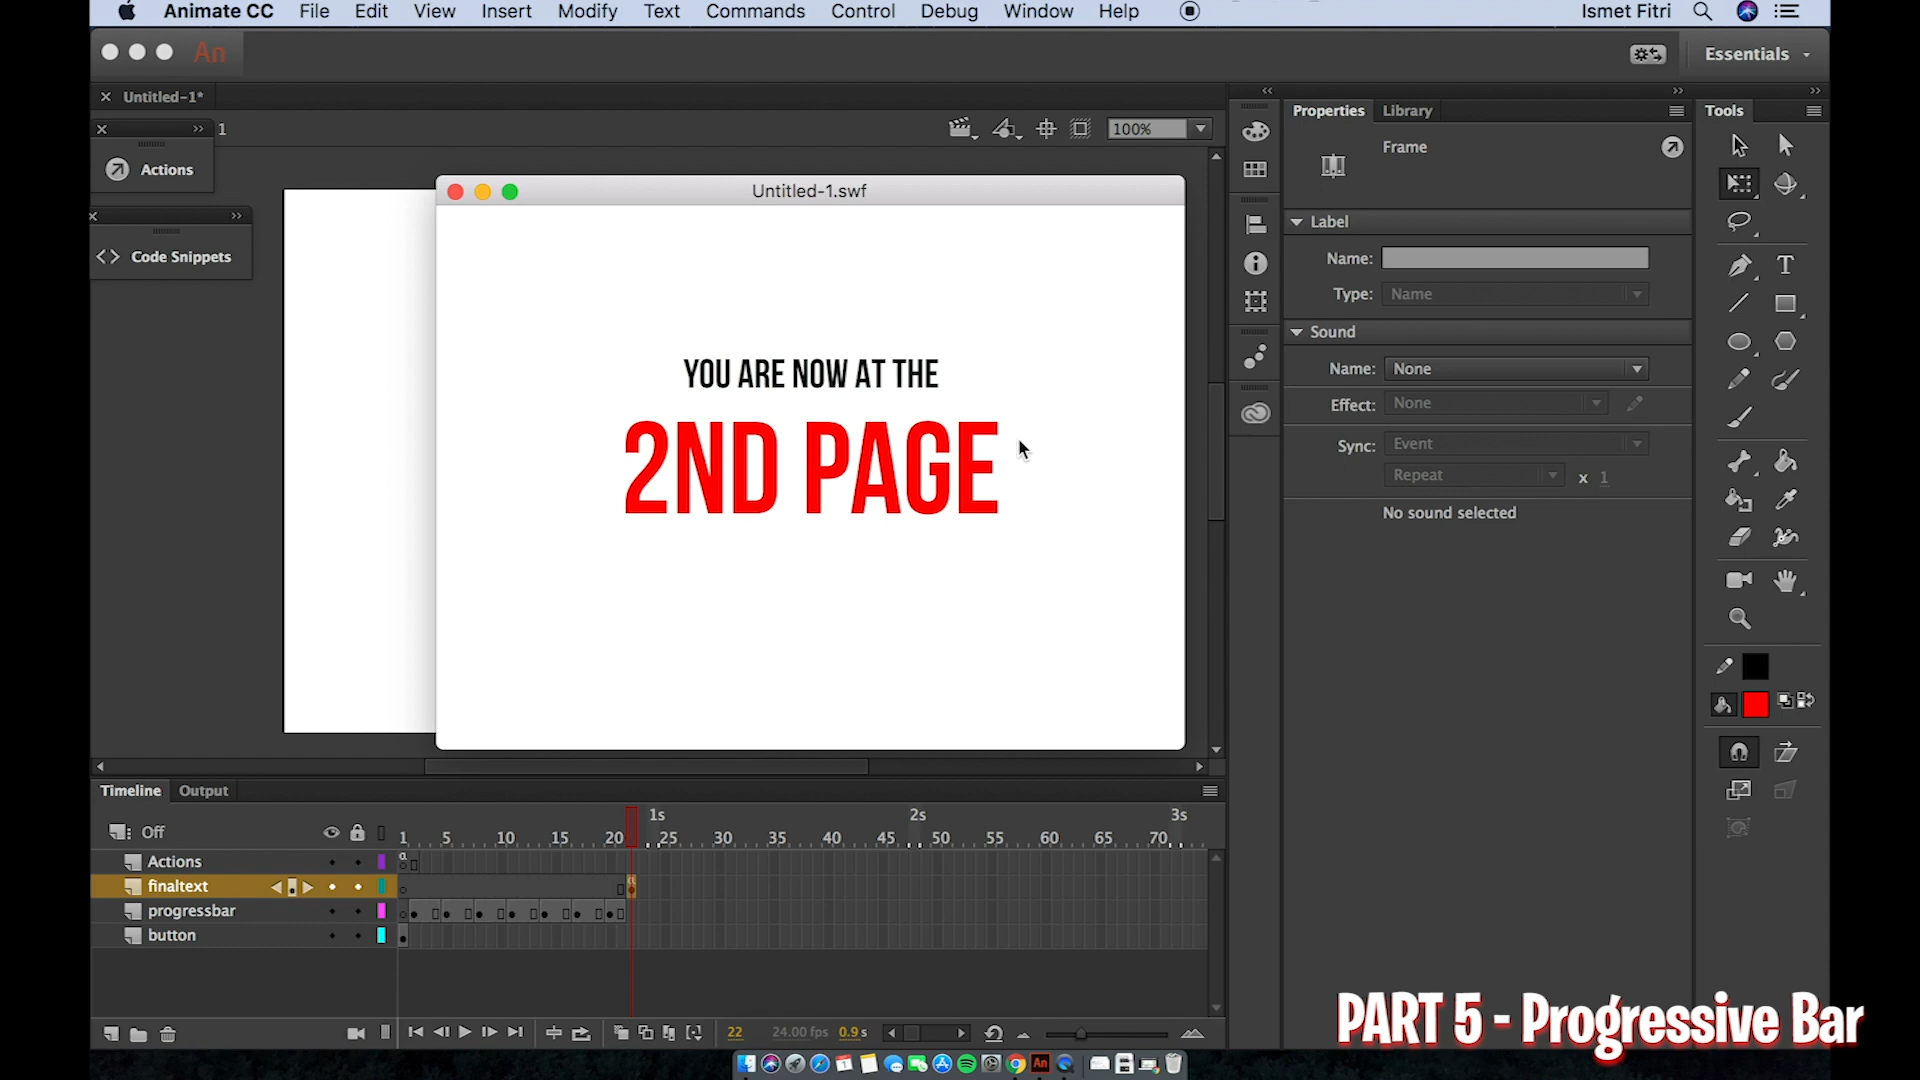 Animate CC File Edit View Insert Modify Text Commands Control Debug Window Help Ismet Fitri
An Essentials
Untitled-1*
1 100%
Actions
Code Snippets
Untitled-1.swf
YOU ARE NOW AT THE
2ND PAGE
Properties Library
Frame
Label
Name:
Type: Name
Sound
Name: None
Effect: None
Sync: Event
Repeat x 1
No sound selected
Tools
T
Timeline Output
1s 2s 3s
Off 1 5 10 15 20 25 30 35 40 45 50 55 60 65 70
Actions
finaltext
progressbar
button
22 24.00 fps 0.9 s
An
PART 5 - Progressive Bar